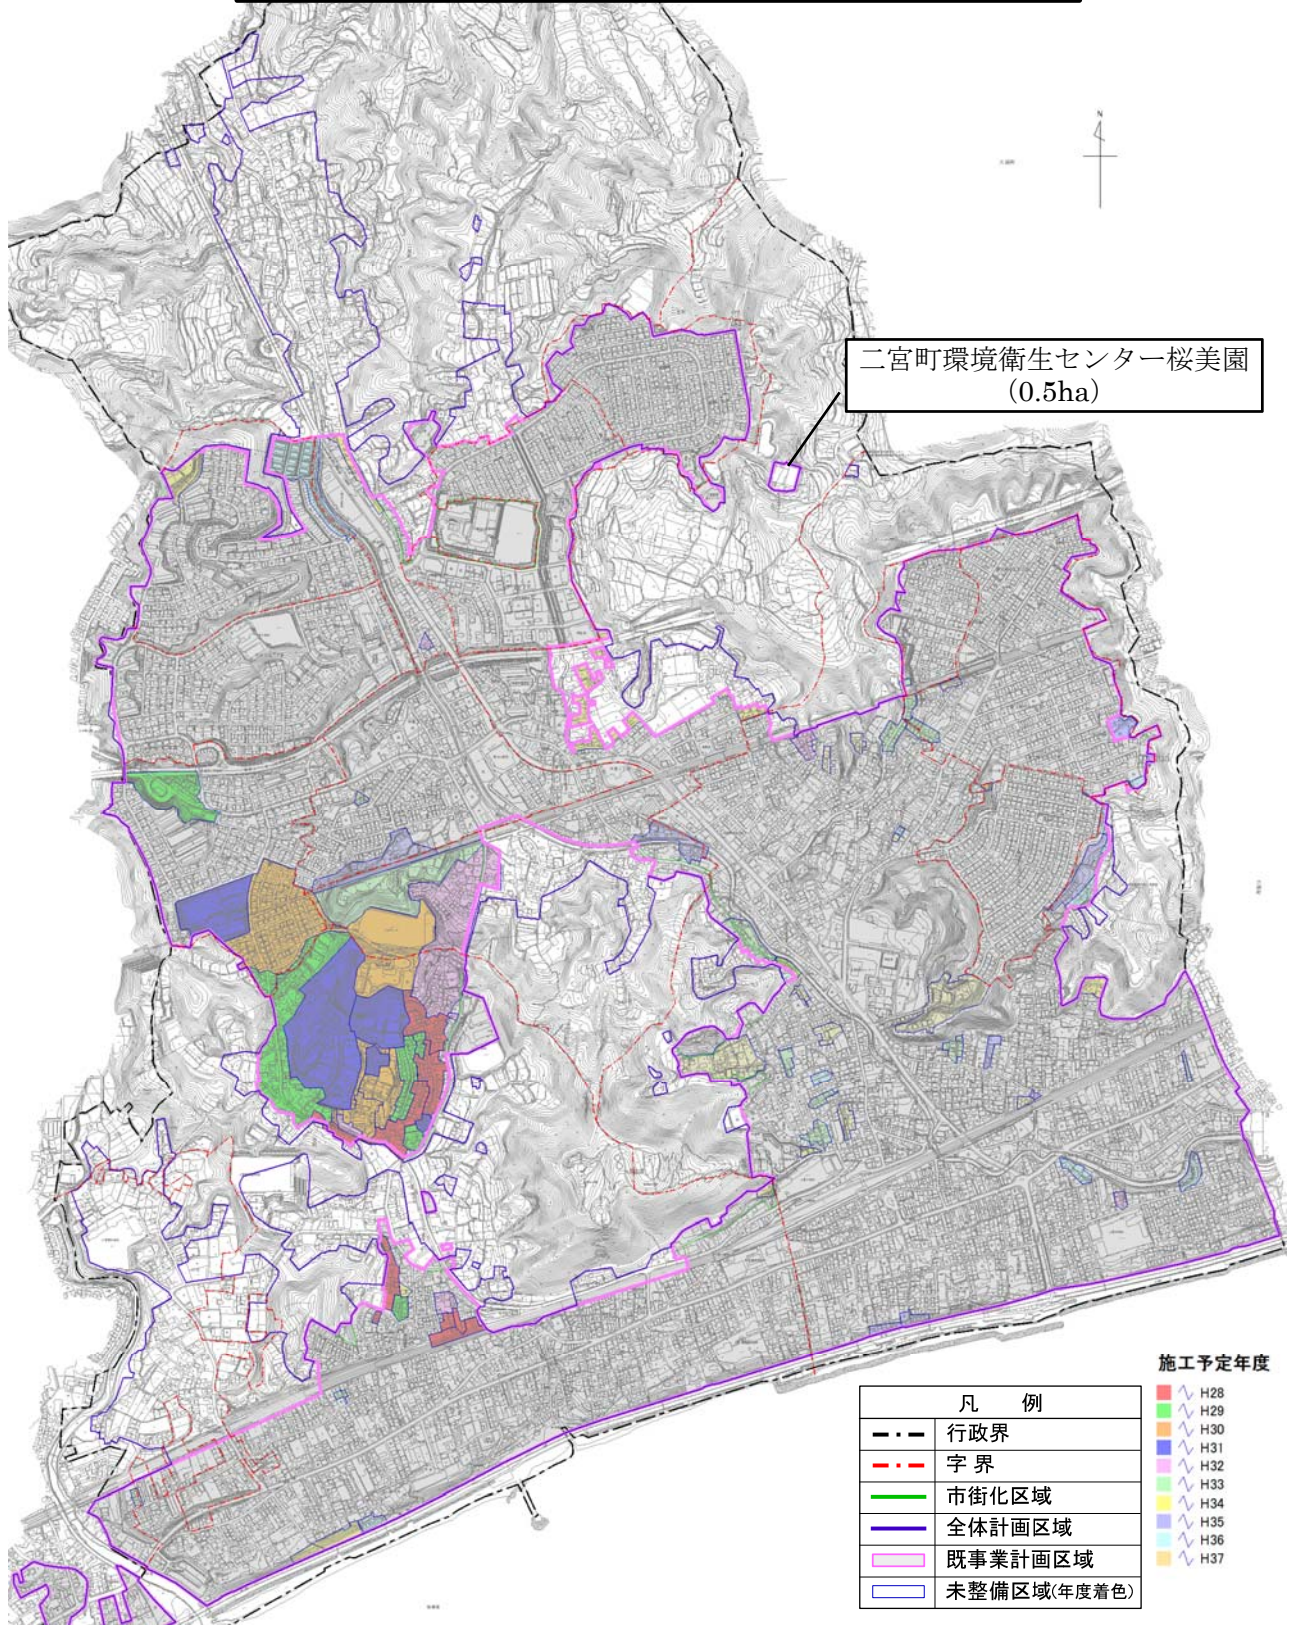 N
二宮町環境衛生センター桜美園
(0.5ha)
施工予定年度
H28
H29
H30
H31
H32
H33
H34
H35
H36
H37
凡 例
行政界
字 界
市街化区域
全体計画区域
既事業計画区域
未整備区域(年度着色)